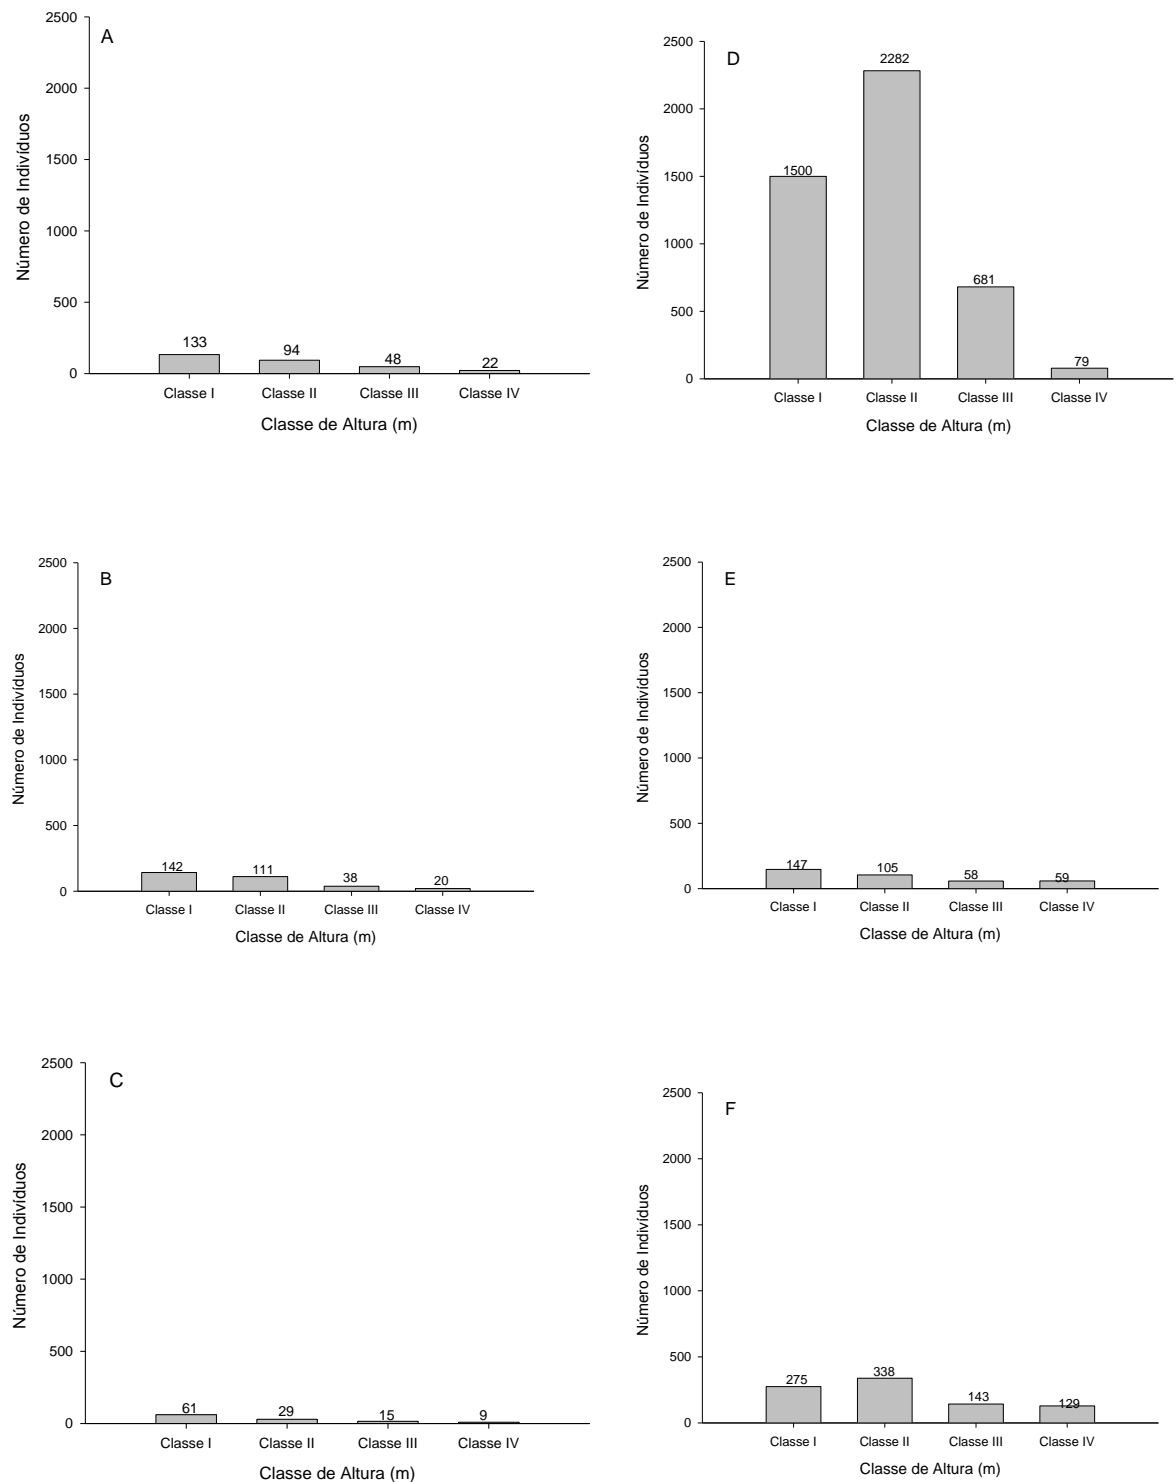 A
2500
2000
1500
1000
500
0
Número de Indivíduos
133
94
48
22
Classe I Classe II Classe III Classe IV
Classe de Altura (m)
D
2500
2000
1500
1000
500
0
Número de Indivíduos
1500
2282
681
79
Classe I Classe II Classe III Classe IV
Classe de Altura (m)
B
2500
2000
1500
1000
500
0
Número de Indivíduos
142
111
38
20
Classe I Classe II Classe III Classe IV
Classe de Altura (m)
E
2500
2000
1500
1000
500
0
Número de Indivíduos
147
105
58
59
Classe I Classe II Classe III Classe IV
Classe de Altura (m)
C
2500
2000
1500
1000
500
0
Número de Indivíduos
61
29
15
9
Classe I Classe II Classe III Classe IV
Classe de Altura (m)
F
2500
2000
1500
1000
500
0
Número de Indivíduos
275
338
143
129
Classe I Classe II Classe III Classe IV
Classe de Altura (m)